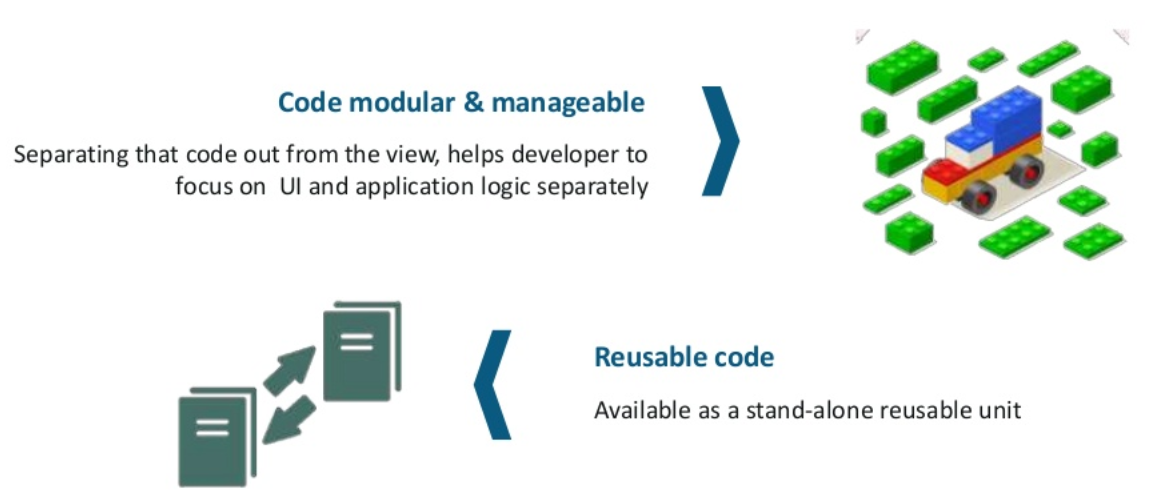 Code modular & manageable
Separating that code out from the view, helps developer to
focus on  UI and application logic separately
Reusable code
Available as a stand-alone reusable unit